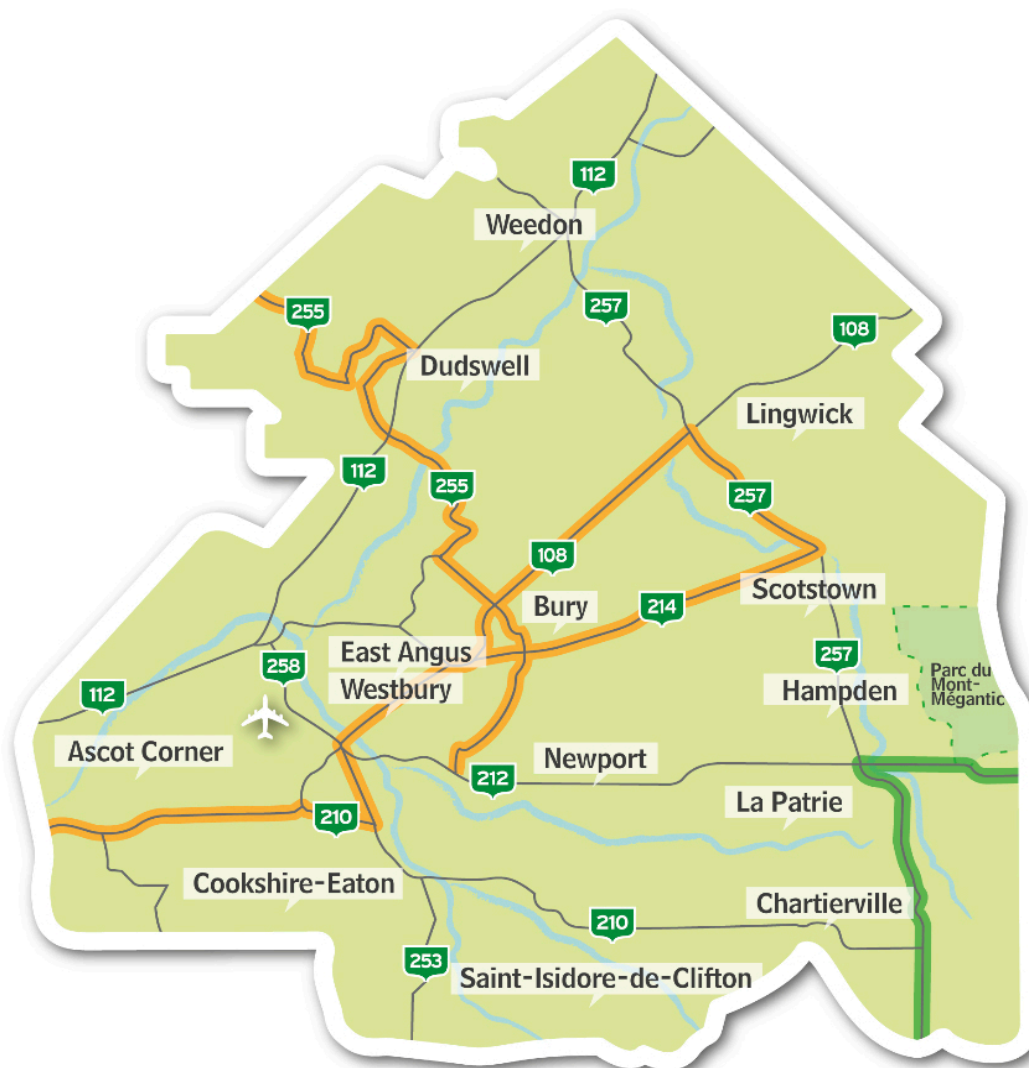 112
Weedon
255
257
108
Dudswell
Lingwick
112
255
257
108
Bury
214
Scotstown
East Angus
258
Westbury
257
Parc du
Mont-
Mégantic
112
Hampden
Ascot Corner
Newport
212
La Patrie
210
Cookshire-Eaton
Chartierville
210
253
Saint-Isidore-de-Clifton